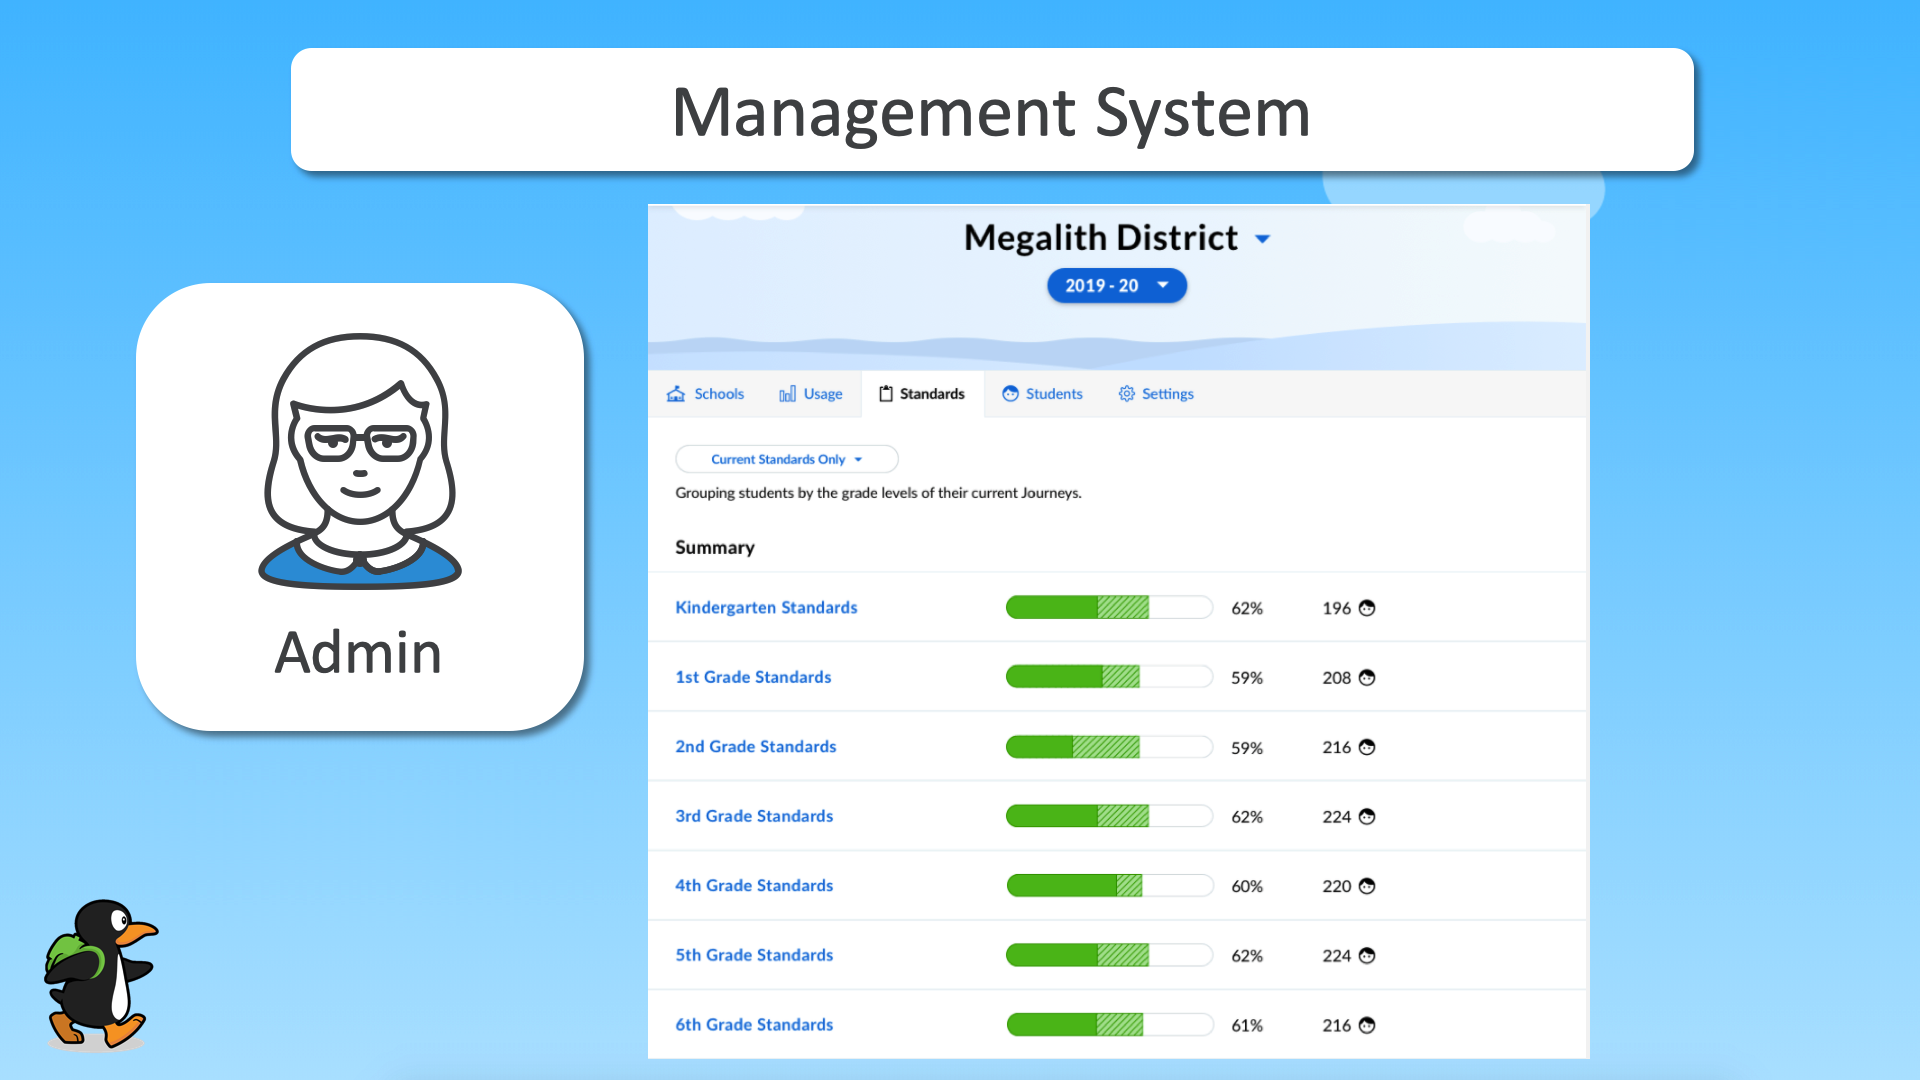 Management System
Megalith District
2019 - 20
Schools Usage Standards Students Settings
Current Standards Only
Grouping students by the grade levels of their current Journeys.
Summary
Kindergarten Standards 62% 196
1st Grade Standards 59% 208
2nd Grade Standards 59% 216
3rd Grade Standards 62% 224
4th Grade Standards 60% 220
5th Grade Standards 62% 224
6th Grade Standards 61% 216
Admin